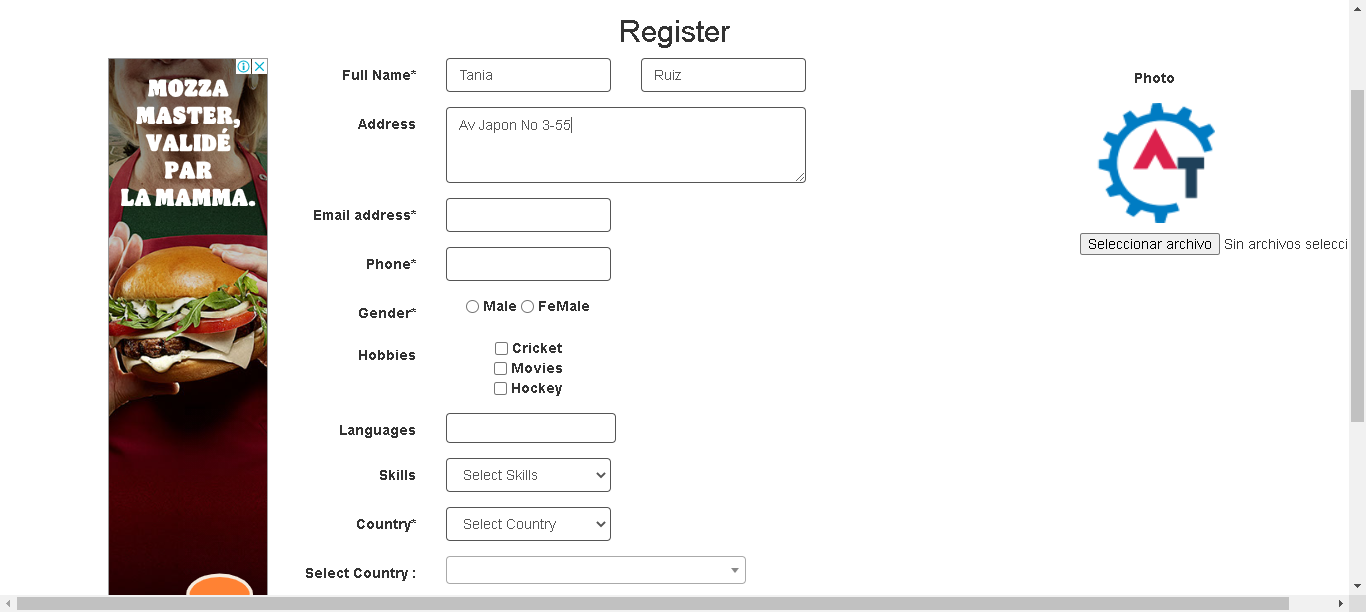 Register
MOZZA
MASTER,
VALIDÉ
PAR
LA MAMMA.
Full Name*
Tania
Ruiz
Address
Av Japon No 3-55
Email address*
Phone*
Gender*
Male
FeMale
Hobbies
Cricket
Movies
Hockey
Languages
Skills
Select Skills
Country*
Select Country
Select Country :
Photo
AT
Seleccionar archivo
Sin archivos selecci